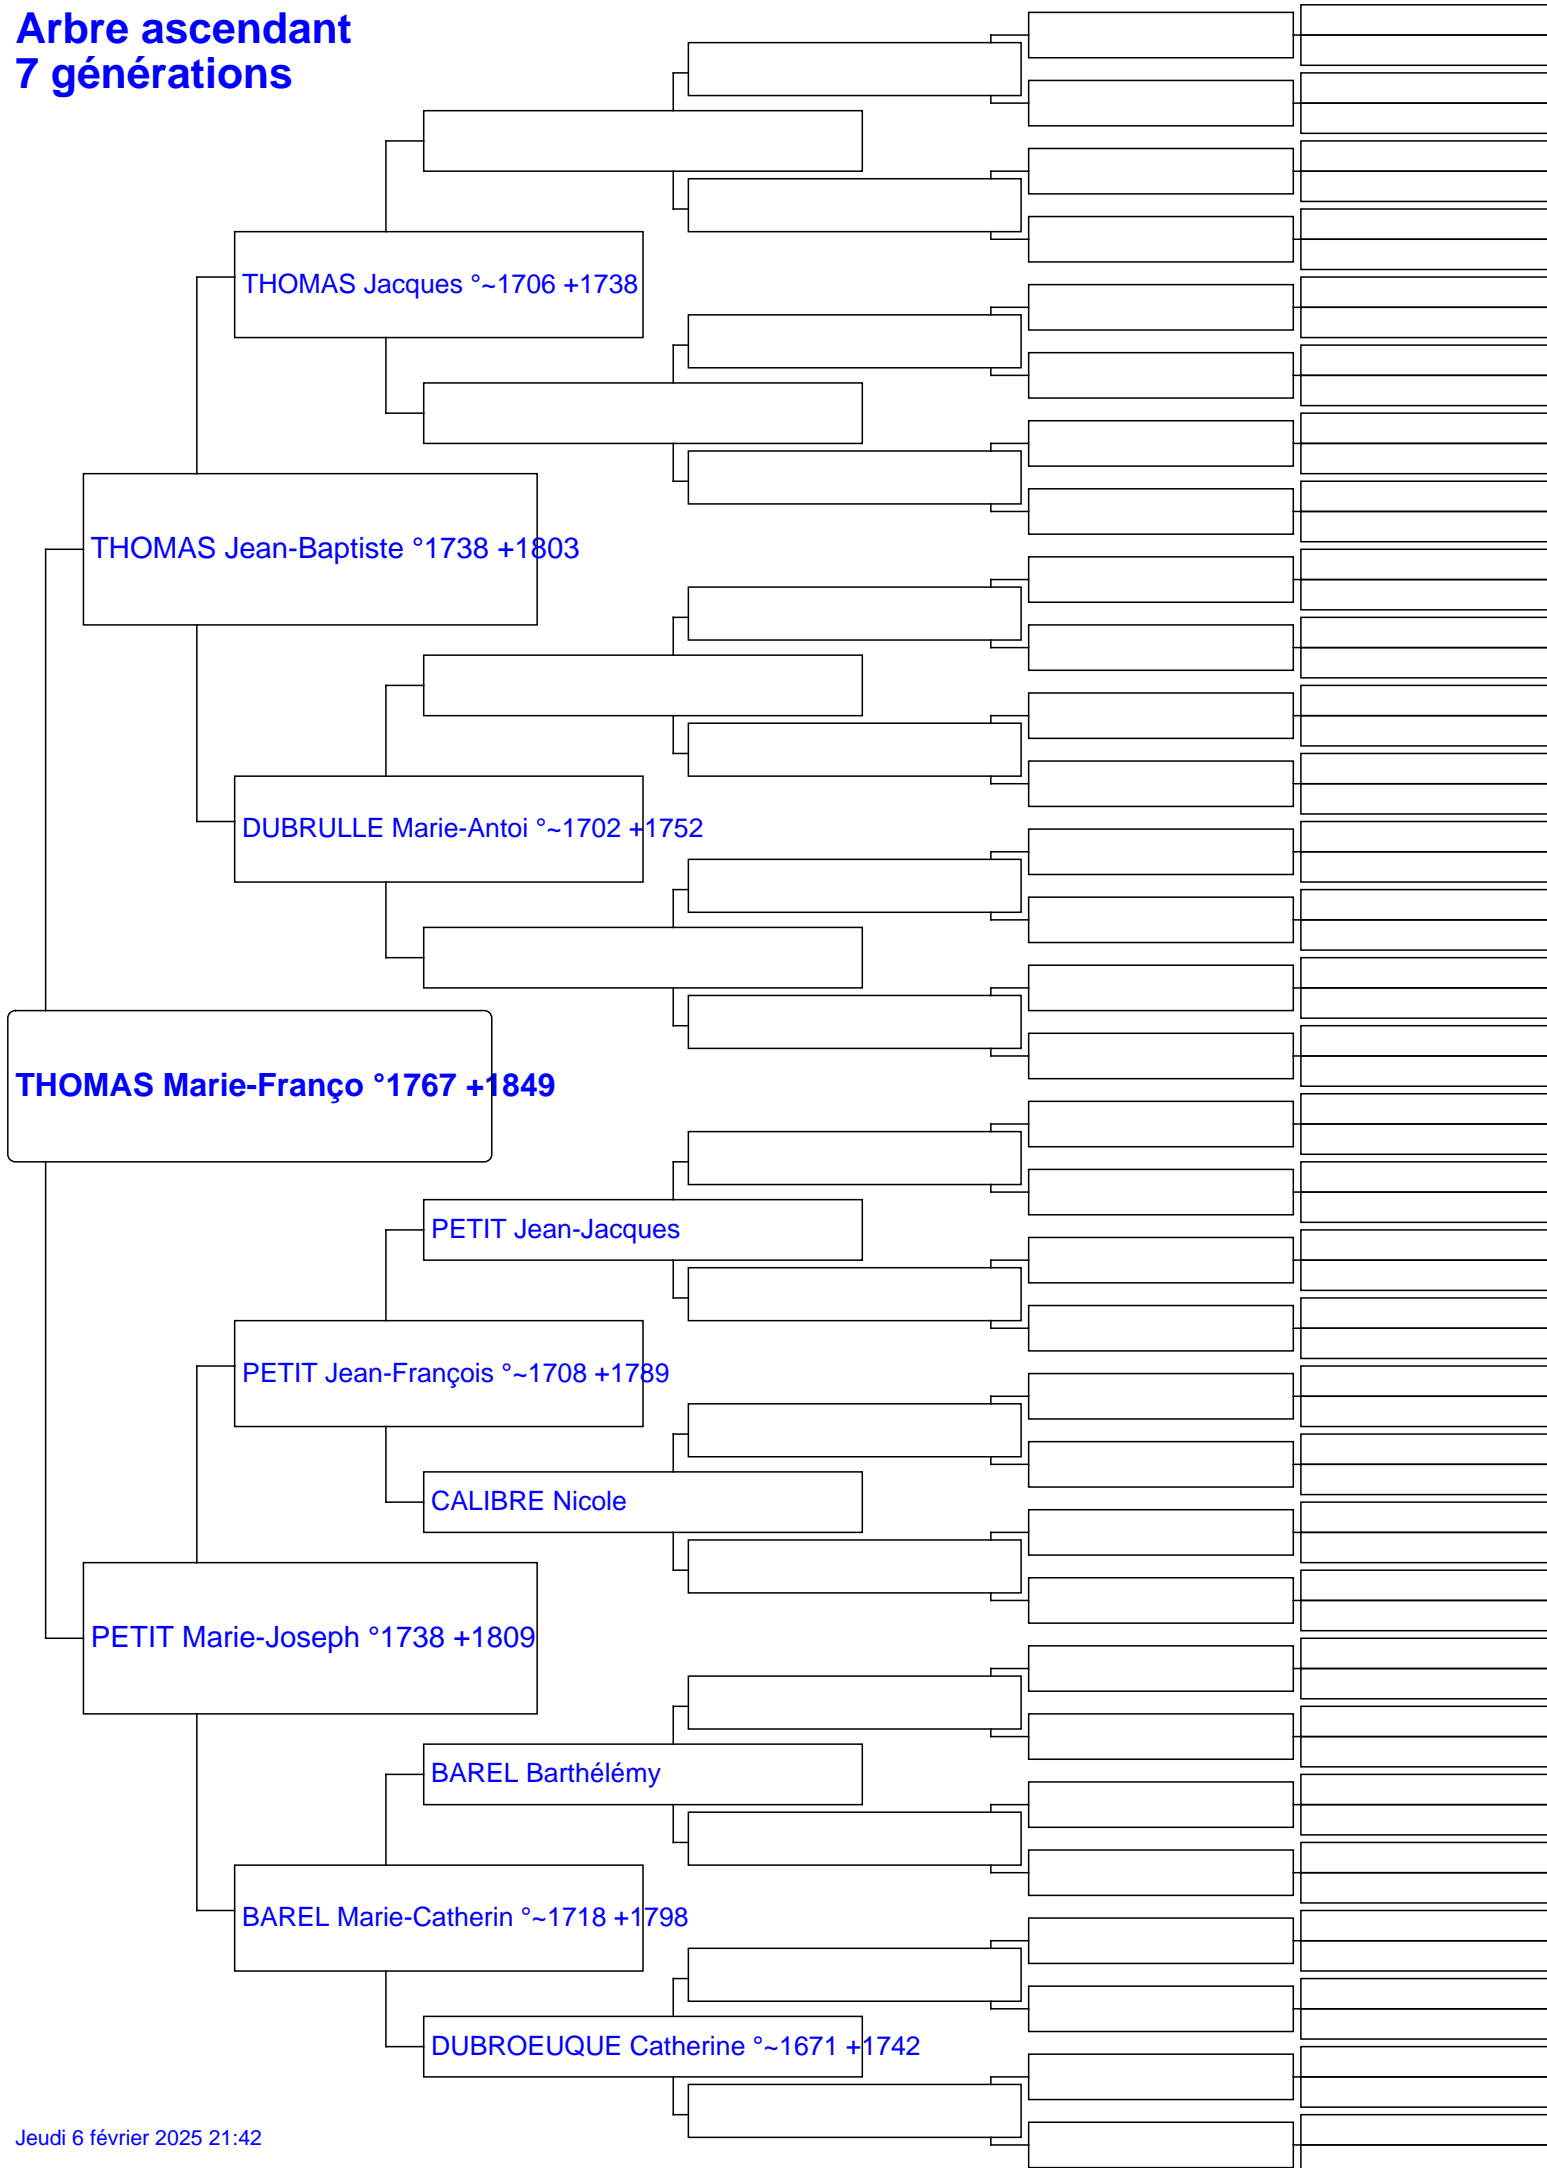 Arbre ascendant
7 générations
THOMAS Jacques °~1706 +1738
THOMAS Jean-Baptiste °1738 +1803
DUBRULLE Marie-Antoi °~1702 +1752
THOMAS Marie-Franço °1767 +1849
PETIT Jean-Jacques
PETIT Jean-François °~1708 +1789
CALIBRE Nicole
PETIT Marie-Joseph °1738 +1809
BAREL Barthélémy
BAREL Marie-Catherin °~1718 +1798
DUBROEUQUE Catherine °~1671 +1742
Jeudi 6 février 2025 21:42